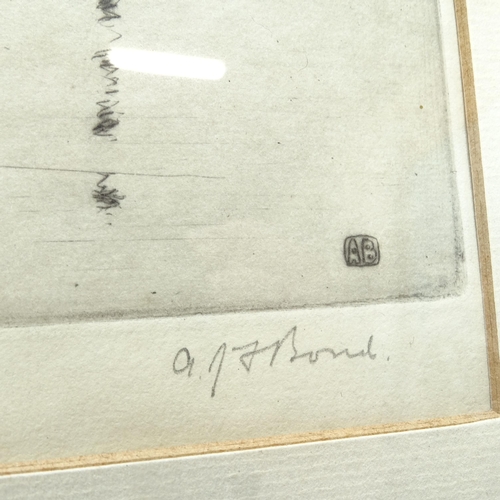 AB
A. J F Bond.